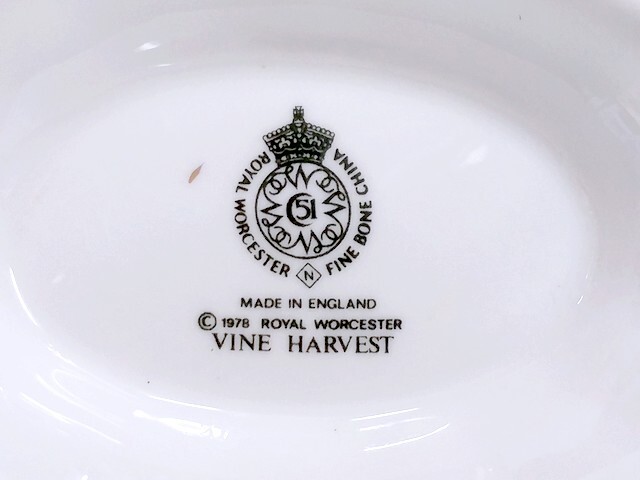 ROYAL WORCESTER FINE BONE CHINA
C 51
N
MADE IN ENGLAND
© 1978 ROYAL WORCESTER
VINE HARVEST